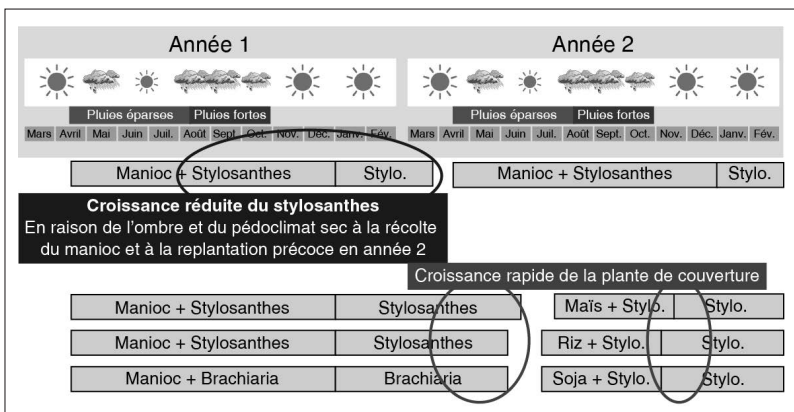 Année 1
Année 2
Pluies éparses Pluies fortes
Pluies éparses Pluies fortes
Mars Avril Mai Juin Juil. Août Sept. Oct. Nov. Déc. Janv. Fév.
Mars Avril Mai Juin Juil. Août Sept. Oct. Nov. Déc. Janv. Fév.
Manioc + Stylosanthes Stylo. Manioc + Stylosanthes Stylo.
Croissance réduite du stylosanthes
En raison de l'ombre et du pédoclimat sec à la récolte
du manioc et à la replantation précoce en année 2
Croissance rapide de la plante de couverture
Manioc + Stylosanthes Stylosanthes Maïs + Stylo. Stylo.
Manioc + Stylosanthes Stylosanthes Riz + Stylo. Stylo.
Manioc + Brachiaria Brachiaria Soja + Stylo. Stylo.